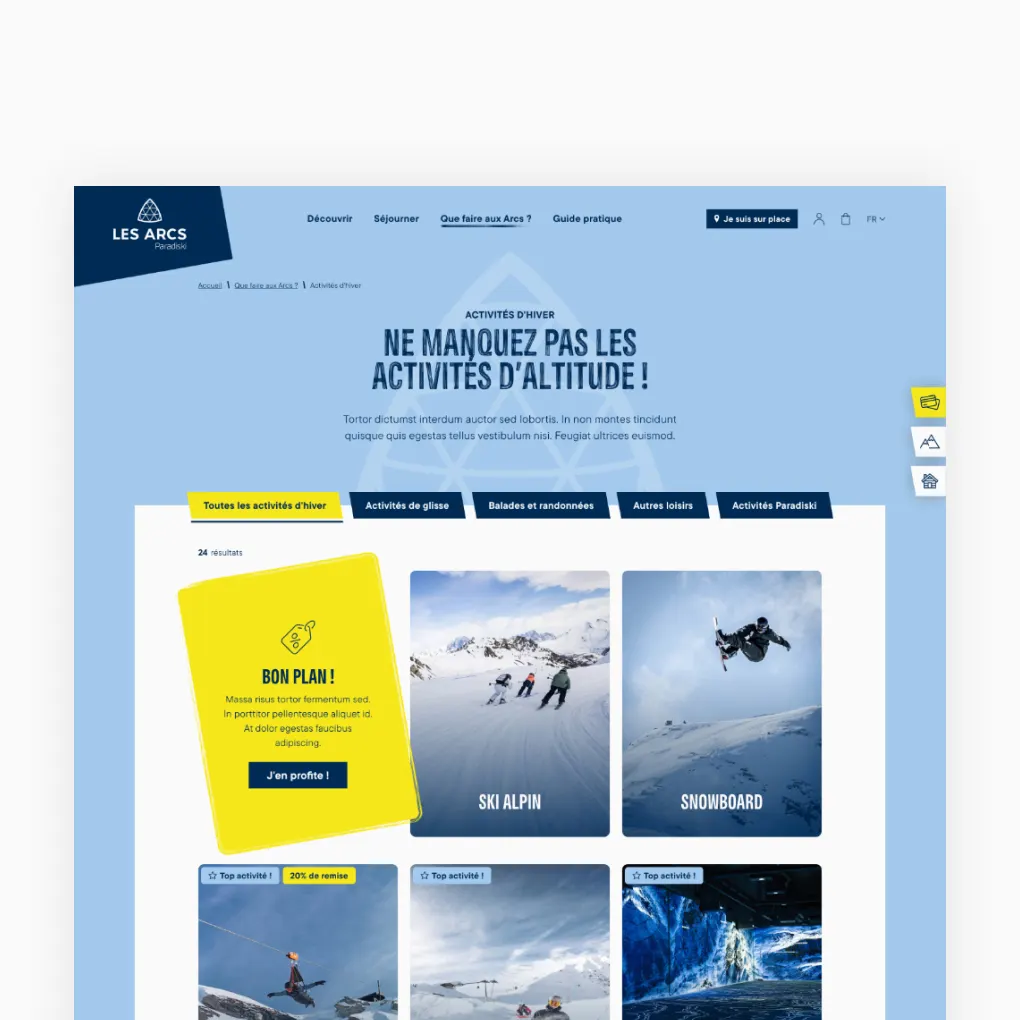 LES ARCS
Paradiski
Découvrir
Séjourner
Que faire aux Arcs ?
Guide pratique
Je suis sur place
FR
Accueil \ Que faire aux Arcs ? \ Activités d'hiver
ACTIVITÉS D'HIVER
NE MANQUEZ PAS LES
ACTIVITÉS D'ALTITUDE !
Tortor dictumst interdum auctor sed lobortis. In non montes tincidunt
quisque quis egestas tellus vestibulum nisi. Feugiat ultrices euismod.
Toutes les activités d'hiver
Activités de glisse
Balades et randonnées
Autres loisirs
Activités Paradiski
24 résultats
BON PLAN !
Massa risus tortor fermentum sed.
In porttitor pellentesque aliquet id.
At dolor egestas faucibus
adipiscing.
J'en profite !
SKI ALPIN
SNOWBOARD
Top activité !
20% de remise
Top activité !
Top activité !